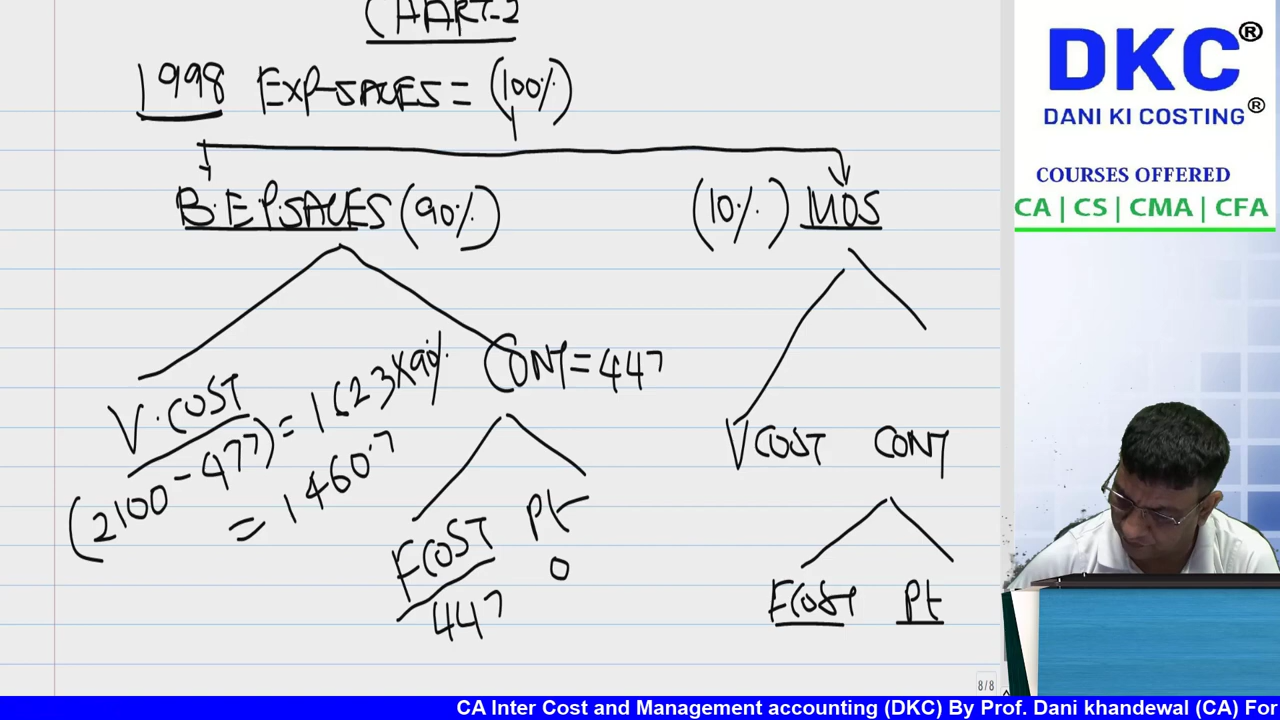 CHART-2
1998 EXP-SALES = (100%)
B.E.P.SALES (90%)
(10%) MOS
V.COST = 1623 X 90%
(2100 - 477)
= 1460.7
CONT = 447
FCOST Pt
447 0
VCOST CONT
FCOST Pt
8/8
DKC®
DANI KI COSTING®
COURSES OFFERED
CA | CS | CMA | CFA
CA Inter Cost and Management accounting (DKC) By Prof. Dani khandewal (CA) For